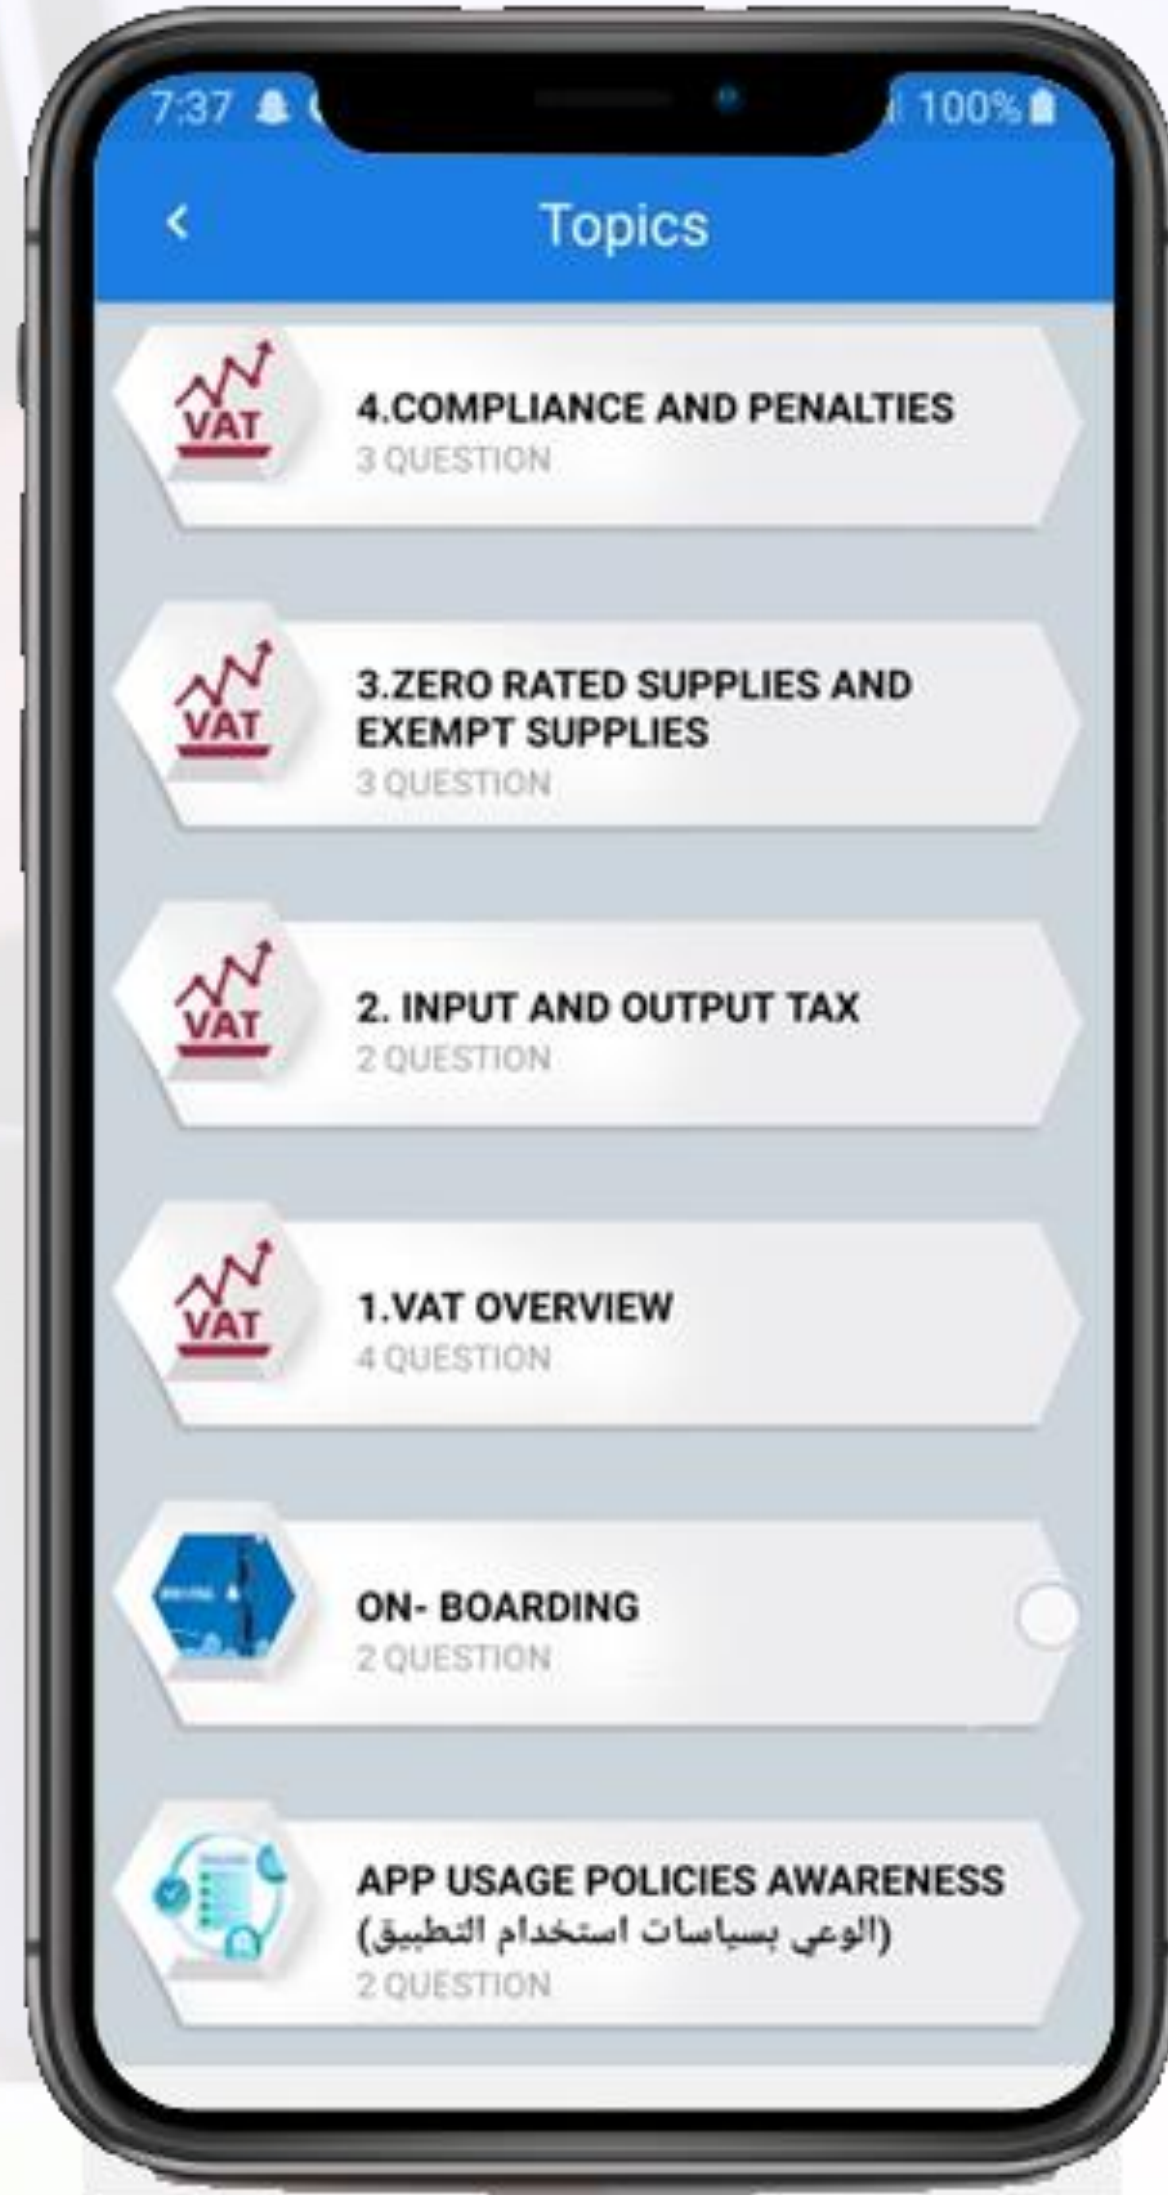 7:37
100%
Topics
VAT
4.COMPLIANCE AND PENALTIES
3 QUESTION
VAT
3.ZERO RATED SUPPLIES AND
EXEMPT SUPPLIES
3 QUESTION
VAT
2. INPUT AND OUTPUT TAX
2 QUESTION
VAT
1.VAT OVERVIEW
4 QUESTION
ON- BOARDING
2 QUESTION
APP USAGE POLICIES AWARENESS
(الوعي بسياسات استخدام التطبيق)
2 QUESTION